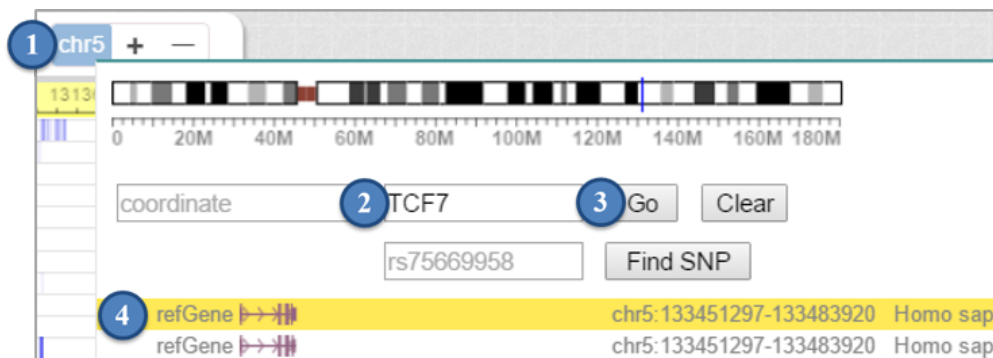 1 chr5 + —
1313
0 20M 40M 60M 80M 100M 120M 140M 160M 180M
coordinate 2 TCF7 3 Go Clear
rs75669958 Find SNP
4 refGene chr5:133451297-133483920 Homo sap
refGene chr5:133451297-133483920 Homo sap